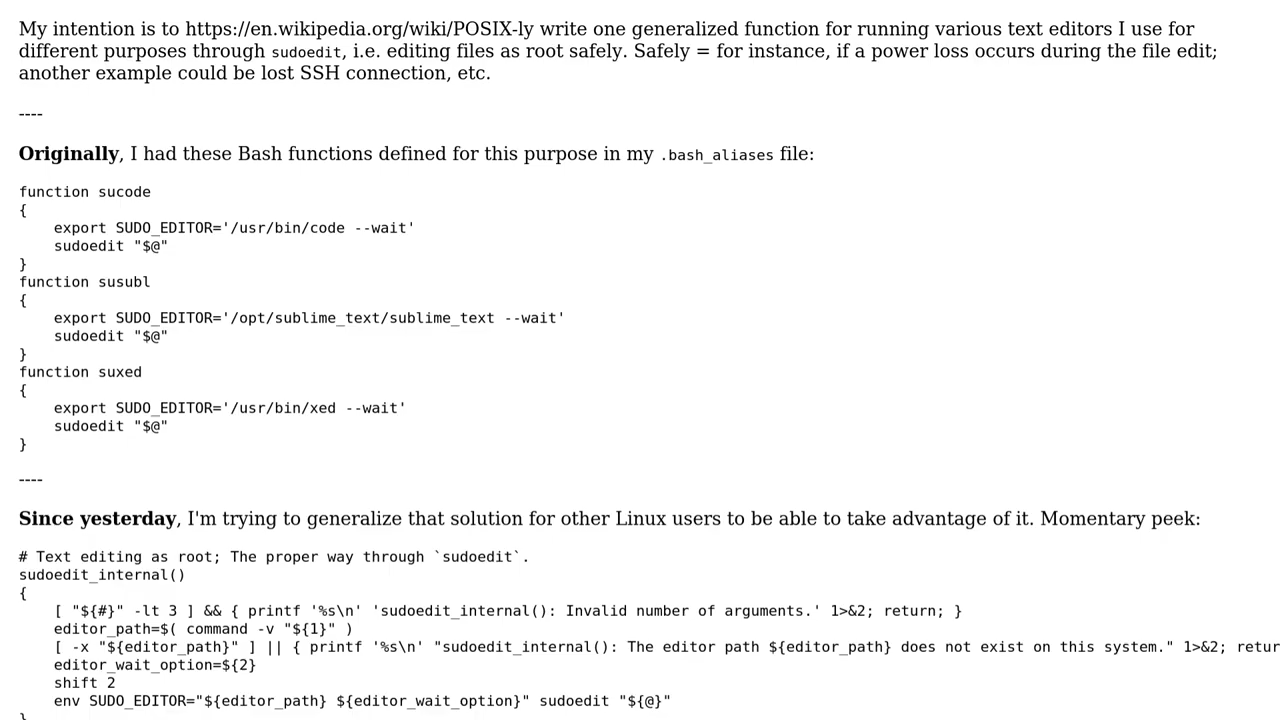 My intention is to https://en.wikipedia.org/wiki/POSIX-ly write one generalized function for running various text editors I use for
different purposes through sudoedit, i.e. editing files as root safely. Safely = for instance, if a power loss occurs during the file edit;
another example could be lost SSH connection, etc.
----
Originally, I had these Bash functions defined for this purpose in my .bash_aliases file:
function sucode
{
    export SUDO_EDITOR='/usr/bin/code --wait'
    sudoedit "$@"
}
function susubl
{
    export SUDO_EDITOR='/opt/sublime_text/sublime_text --wait'
    sudoedit "$@"
}
function suxed
{
    export SUDO_EDITOR='/usr/bin/xed --wait'
    sudoedit "$@"
}
----
Since yesterday, I'm trying to generalize that solution for other Linux users to be able to take advantage of it. Momentary peek:
# Text editing as root; The proper way through `sudoedit`.
sudoedit_internal()
{
    [ "${#}" -lt 3 ] && { printf '%s\n' 'sudoedit_internal(): Invalid number of arguments.' 1>&2; return; }
    editor_path=$( command -v "${1}" )
    [ -x "${editor_path}" ] || { printf '%s\n' "sudoedit_internal(): The editor path ${editor_path} does not exist on this system." 1>&2; retur
    editor_wait_option=${2}
    shift 2
    env SUDO_EDITOR="${editor_path} ${editor_wait_option}" sudoedit "${@}"
}